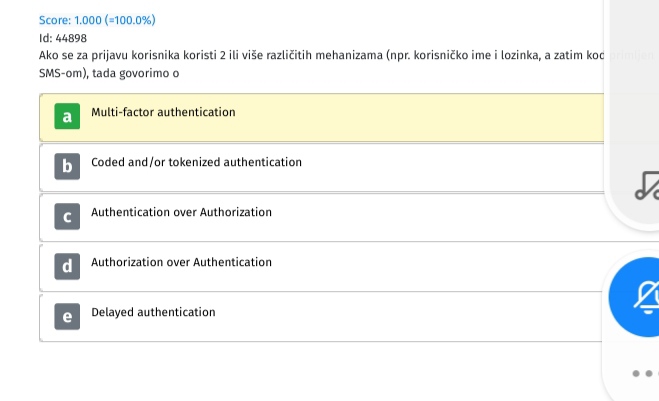 Score: 1.000 (=100.0%)
Id: 44898
Ako se za prijavu korisnika koristi 2 ili više različitih mehanizama (npr. korisničko ime i lozinka, a zatim kod
SMS-om), tada govorimo o
a Multi-factor authentication
b Coded and/or tokenized authentication
c Authentication over Authorization
d Authorization over Authentication
e Delayed authentication